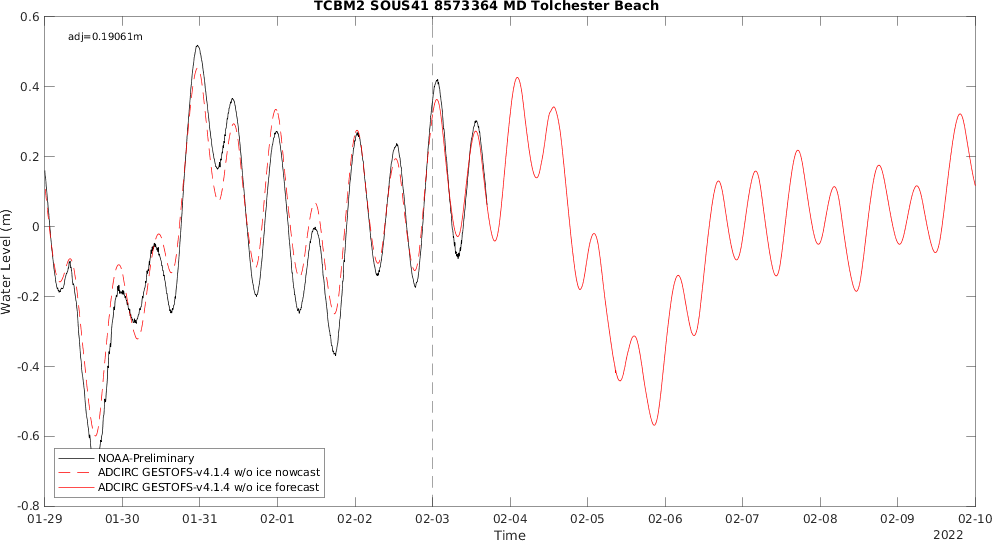 TCBM2 SOUS41 8573364 MD Tolchester Beach
adj=0.19061m
0.6
0.4
0.2
0
-0.2
-0.4
-0.6
-0.8
Water Level (m)
NOAA-Preliminary
ADCIRC GESTOFS-v4.1.4 w/o ice nowcast
ADCIRC GESTOFS-v4.1.4 w/o ice forecast
01-29 01-30 01-31 02-01 02-02 02-03 02-04 02-05 02-06 02-07 02-08 02-09 02-10
Time
2022